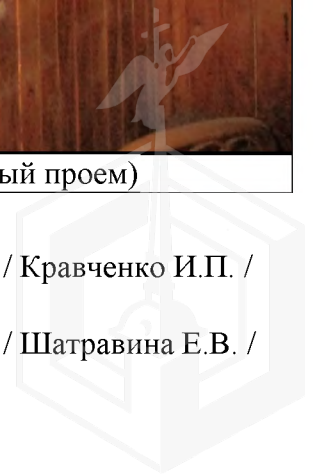 ый проем)
/ Кравченко И.П. /
/ Шатравина Е.В. /